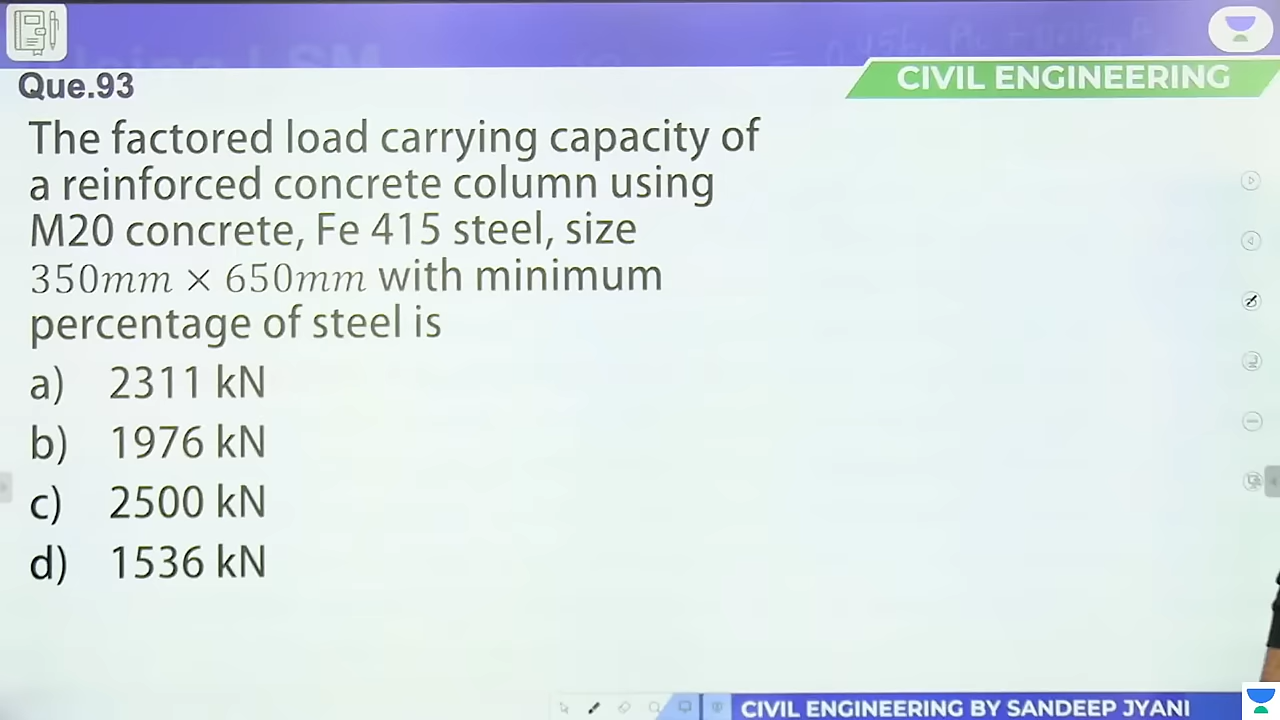 Que.93
CIVIL ENGINEERING
The factored load carrying capacity of
a reinforced concrete column using
M20 concrete, Fe 415 steel, size
350mm × 650mm with minimum
percentage of steel is
a) 2311 kN
b) 1976 kN
c) 2500 kN
d) 1536 kN
CIVIL ENGINEERING BY SANDEEP JYANI